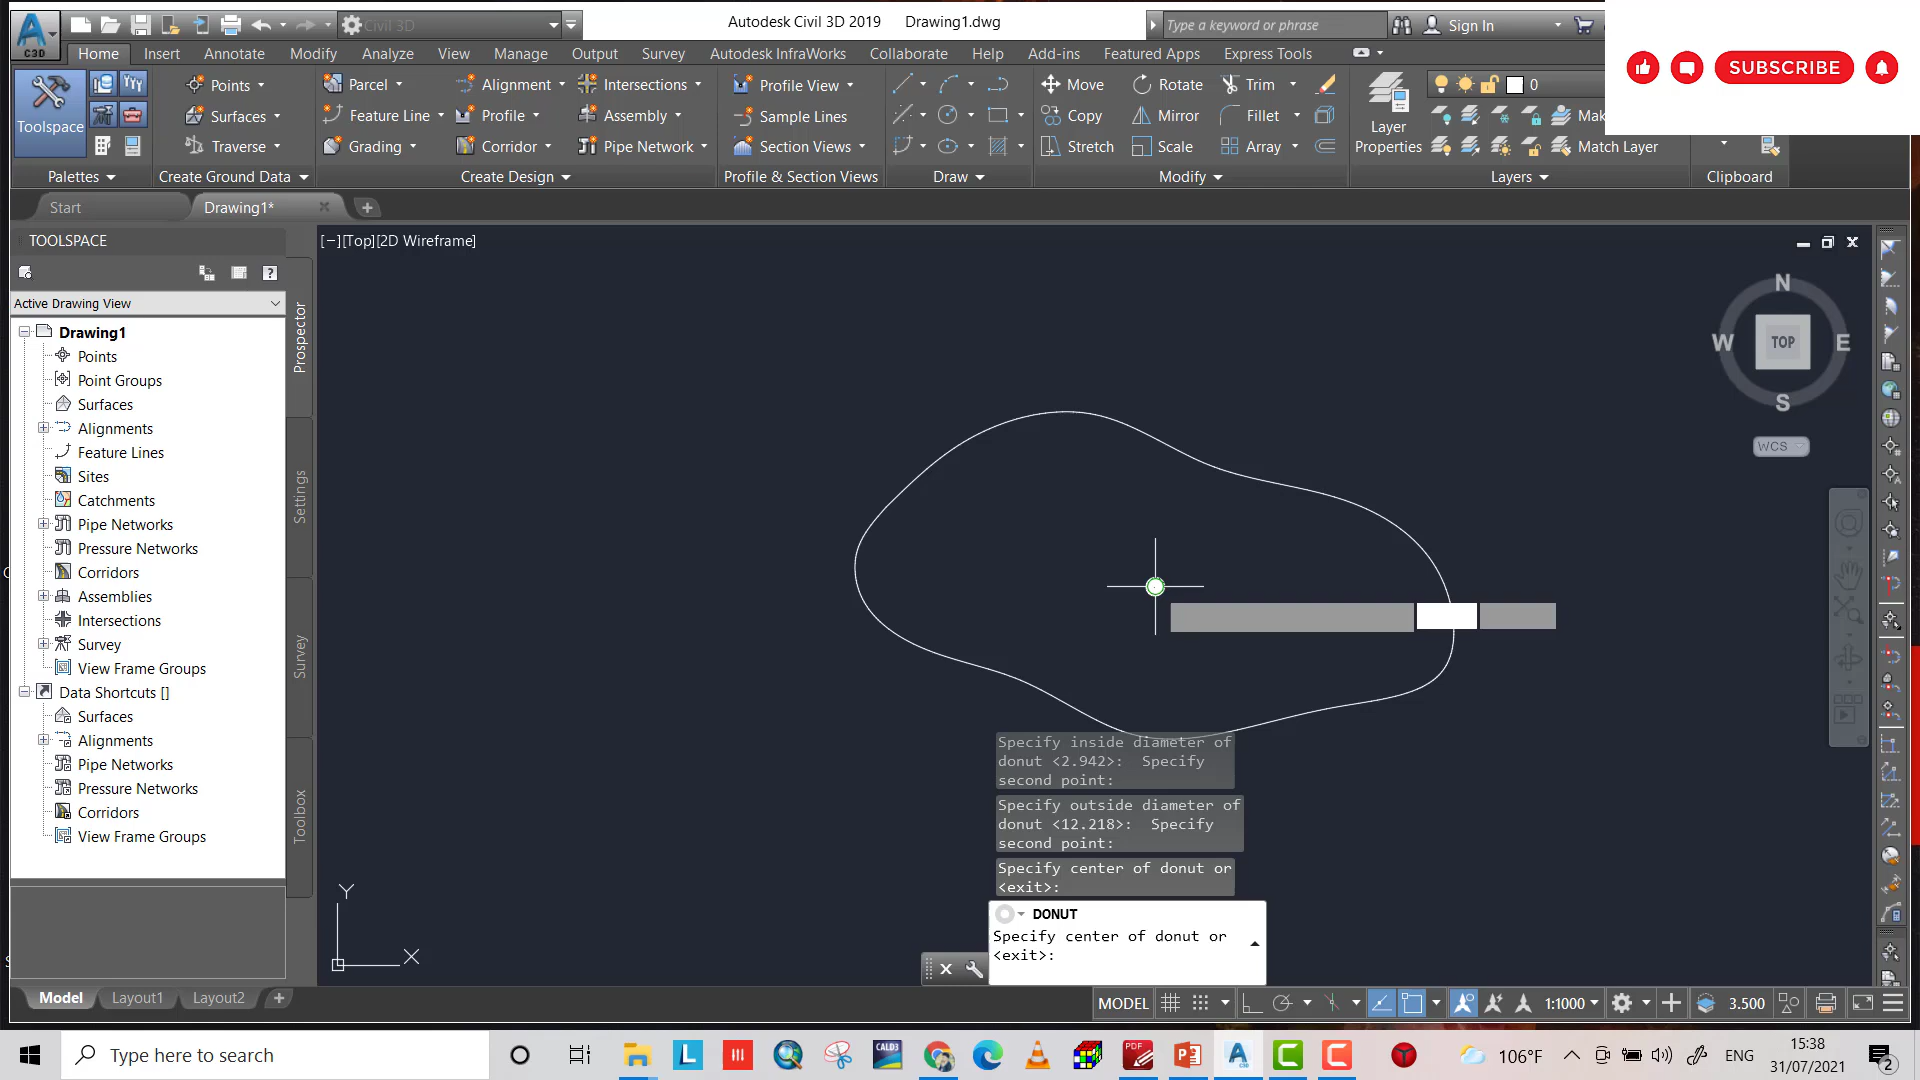 Autodesk Civil 3D 2019 Drawing1.dwg
Civil 3D
Type a keyword or phrase
Sign In
C3D
Home Insert Annotate Modify Analyze View Manage Output Survey Autodesk InfraWorks Collaborate Help Add-ins Featured Apps Express Tools
SUBSCRIBE
Toolspace
Points
Surfaces
Traverse
Parcel
Feature Line
Grading
Alignment
Profile
Corridor
Intersections
Assembly
Pipe Network
Profile View
Sample Lines
Section Views
Move
Copy
Stretch
Rotate
Mirror
Scale
Trim
Fillet
Array
Layer
Properties
0
Mak
Match Layer
Palettes
Create Ground Data
Create Design
Profile & Section Views
Draw
Modify
Layers
Clipboard
Start
Drawing1*
TOOLSPACE
Active Drawing View
Drawing1
Points
Point Groups
Surfaces
Alignments
Feature Lines
Sites
Catchments
Pipe Networks
Pressure Networks
Corridors
Assemblies
Intersections
Survey
View Frame Groups
Data Shortcuts []
Surfaces
Alignments
Pipe Networks
Pressure Networks
Corridors
View Frame Groups
Prospector
Settings
Survey
Toolbox
[−][Top][2D Wireframe]
N
W
TOP
E
S
WCS
Y
X
Specify inside diameter of
donut <2.942>: Specify
second point:
Specify outside diameter of
donut <12.218>: Specify
second point:
Specify center of donut or
<exit>:
DONUT
Specify center of donut or
<exit>:
Model Layout1 Layout2
MODEL
1:1000
3.500
Type here to search
L
CALD3
PDF
106°F
ENG
15:38
31/07/2021
2